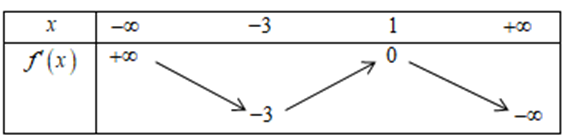 x −∞ −3 1 +∞
f'(x) +∞ 0
−3 −∞